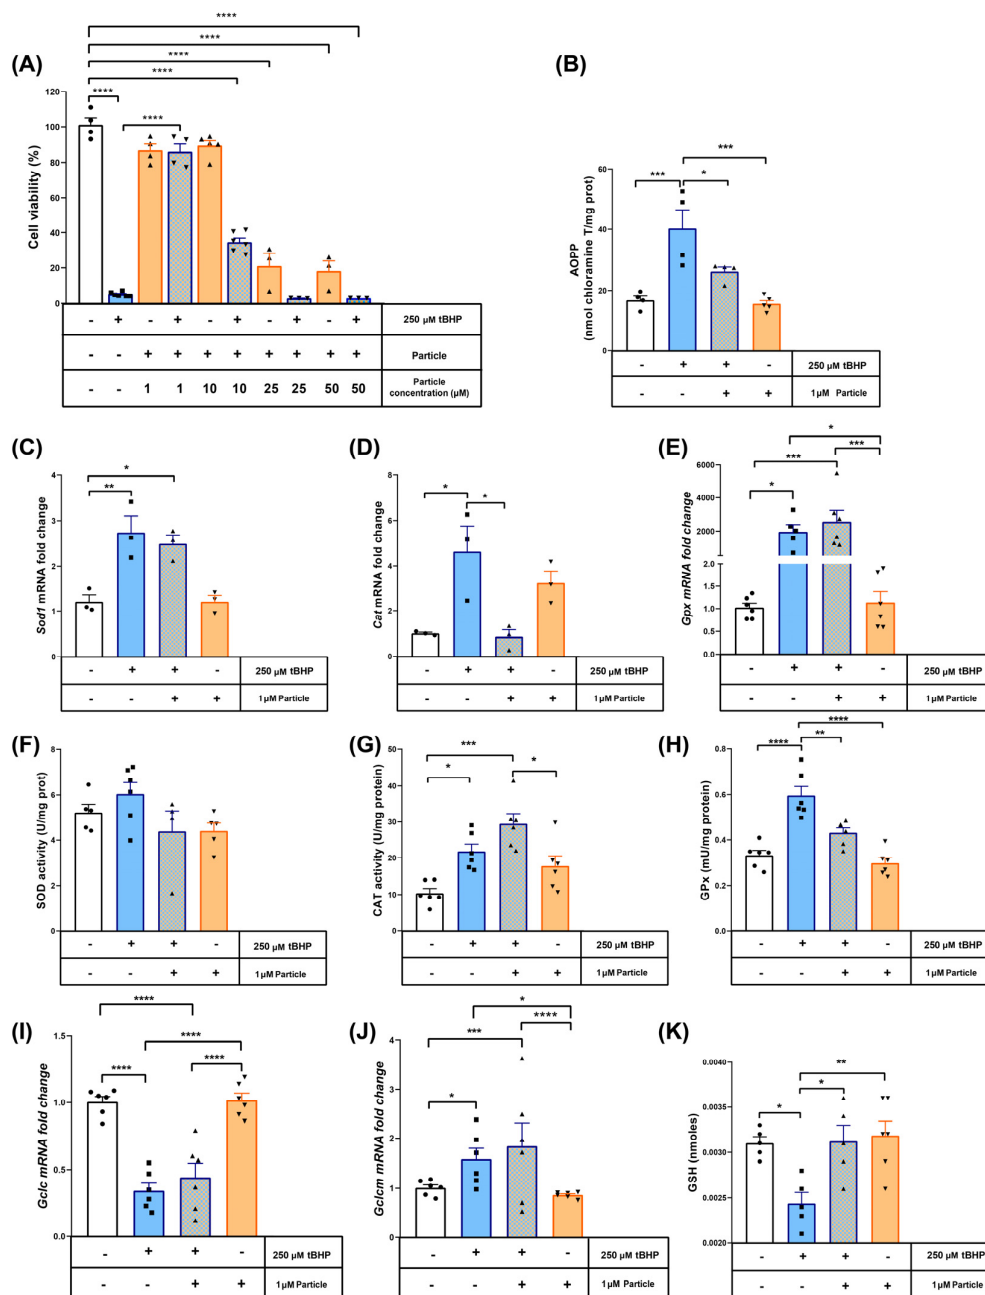 ****
****
****
****
****
****
(A)
Cell viability (%)
120
100
80
60
40
20
0
- + - + - + - + - +
250 µM tBHP
- - + + + + + + + +
Particle
- - 1 1 10 10 25 25 50 50
Particle
concentration (µM)
(B)
***
***
*
AOPP
(nmol chloramine T/mg prot)
60
40
20
0
- + + -
250 µM tBHP
- - + +
1µM Particle
(C)
*
**
Sod1 mRNA fold change
4
3
2
1
0
- + + -
250 µM tBHP
- - + +
1µM Particle
(D)
*
*
Cat mRNA fold change
8
6
4
2
0
- + + -
250 µM tBHP
- - + +
1µM Particle
(E)
*
***
***
*
Gpx mRNA fold change
6000
4000
2000
2.0
1.5
1.0
0.5
0.0
- + + -
250 µM tBHP
- - + +
1µM Particle
(F)
SOD activity (U/mg prot)
8
6
4
2
0
- + + -
250 µM tBHP
- - + +
1µM Particle
(G)
***
*
*
CAT activity (U/mg protein)
50
40
30
20
10
0
- + + -
250 µM tBHP
- - + +
1µM Particle
(H)
****
****
**
GPx (mU/mg protein)
0.8
0.6
0.4
0.2
0.0
- + + -
250 µM tBHP
- - + +
1µM Particle
(I)
****
****
****
****
Gclc mRNA fold change
1.5
1.0
0.5
0.0
- + + -
250 µM tBHP
- - + +
1µM Particle
(J)
*
****
***
*
Gclcm mRNA fold change
4
3
2
1
0
- + + -
250 µM tBHP
- - + +
1µM Particle
(K)
**
*
*
GSH (nmoles)
0.0040
0.0035
0.0030
0.0025
0.0020
- + + -
250 µM tBHP
- - + +
1µM Particle